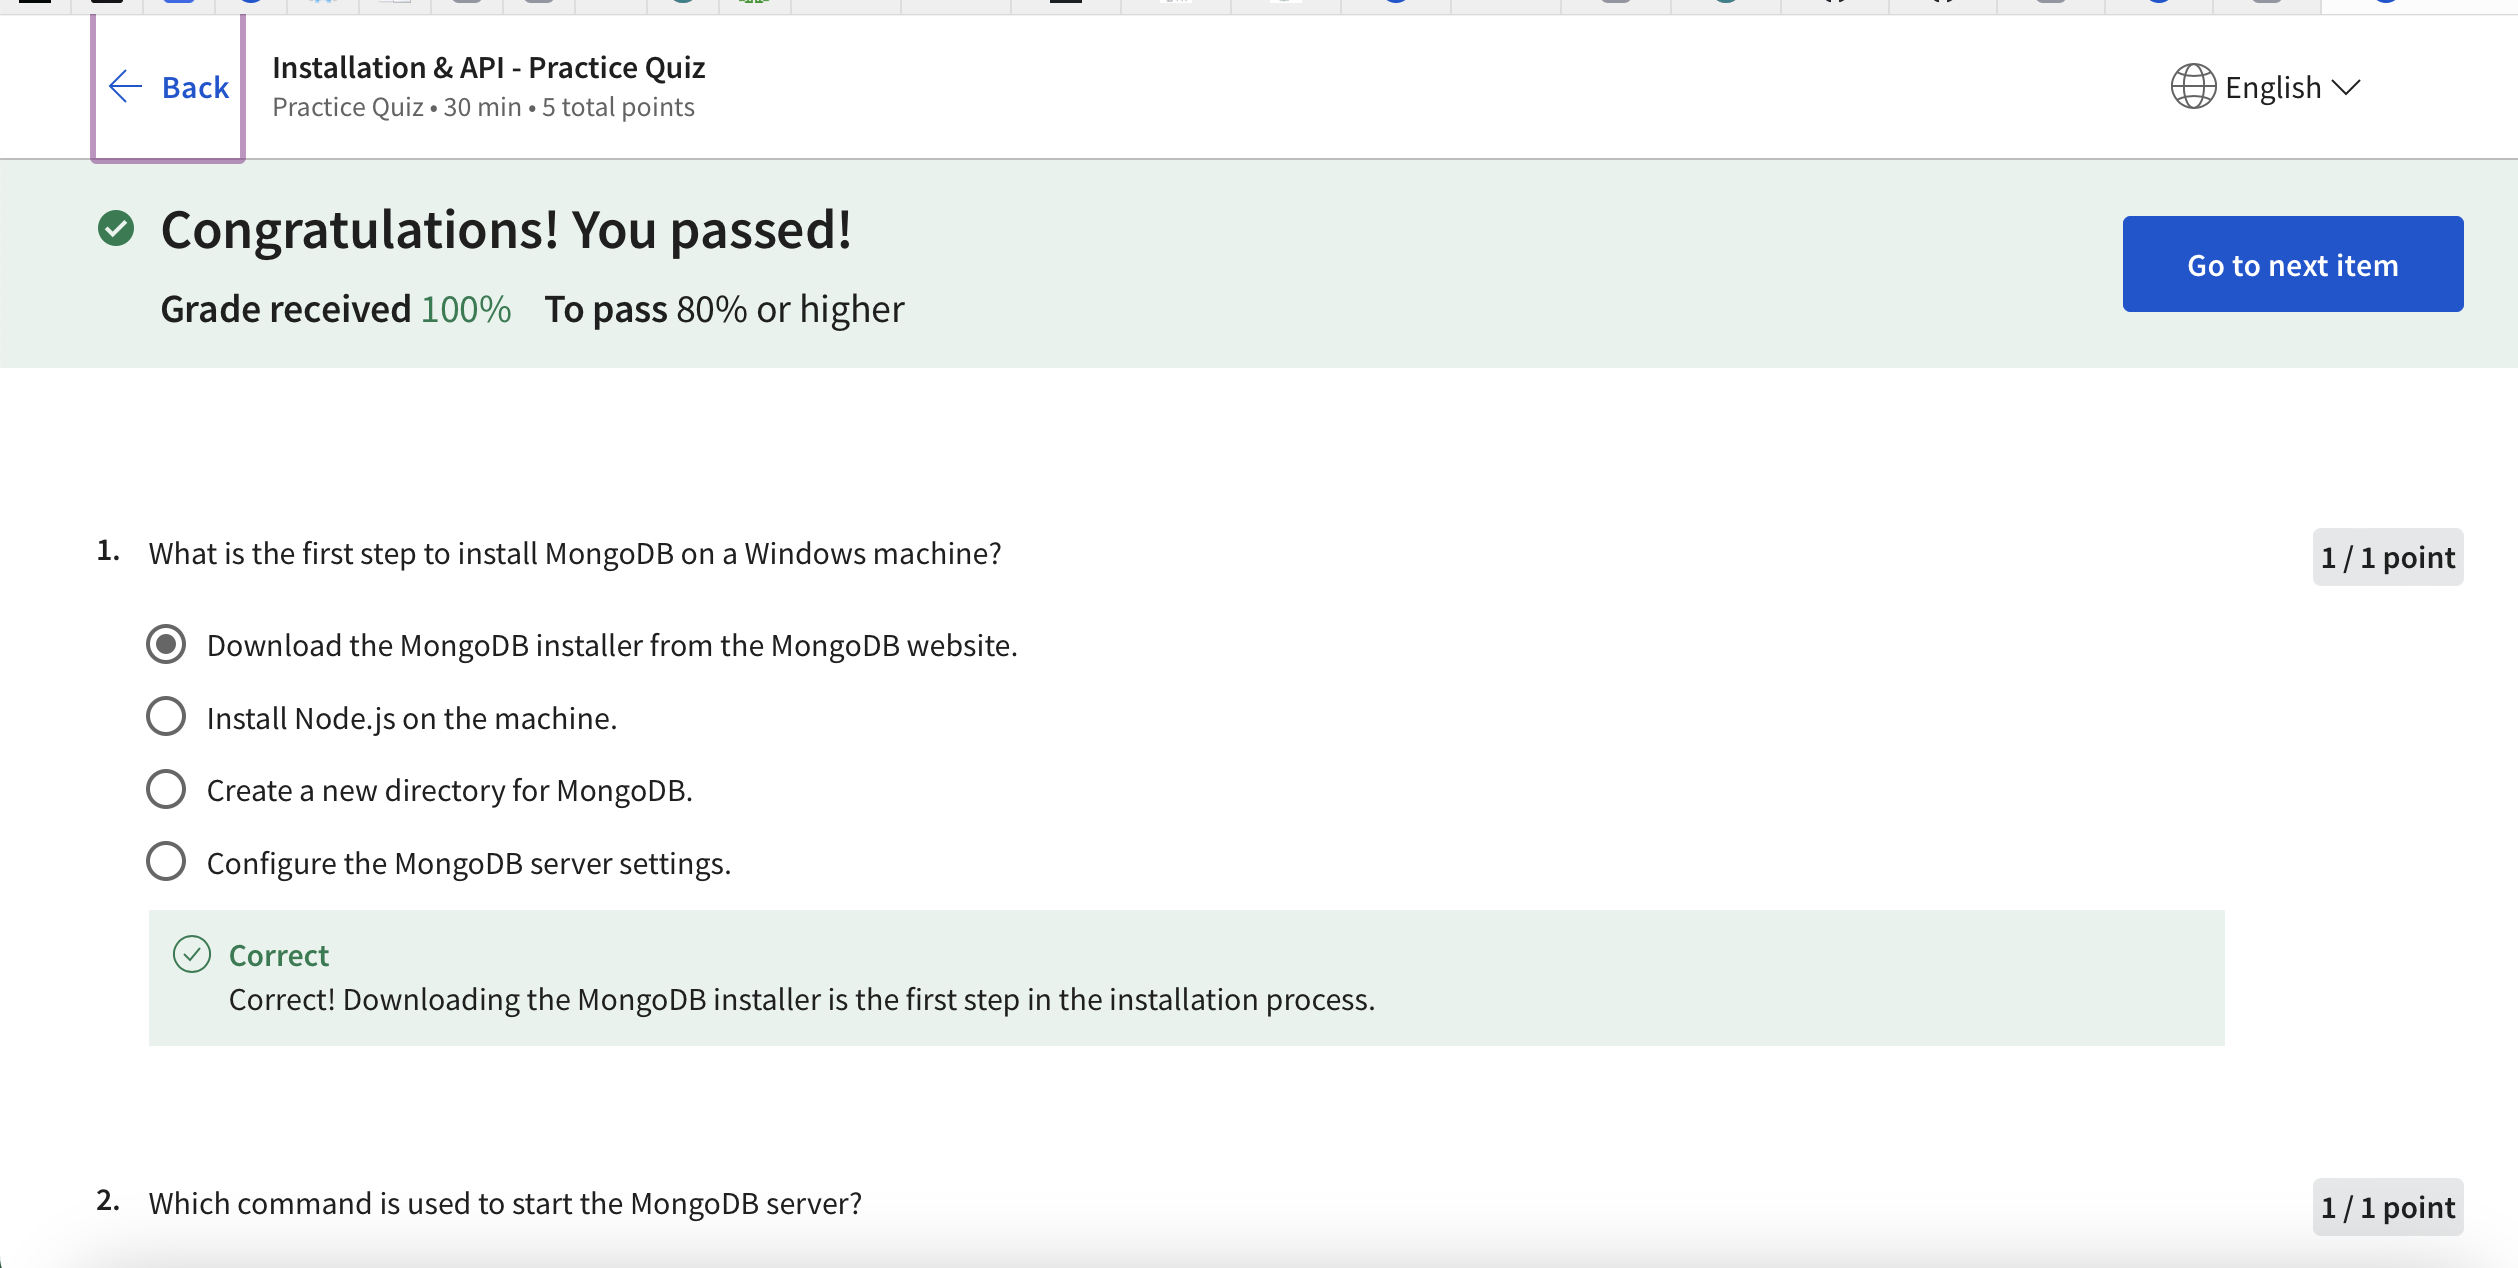 Back
Installation & API - Practice Quiz
Practice Quiz • 30 min • 5 total points
English
Congratulations! You passed!
Grade received 100% To pass 80% or higher
Go to next item
1. What is the first step to install MongoDB on a Windows machine?
1 / 1 point
Download the MongoDB installer from the MongoDB website.
Install Node.js on the machine.
Create a new directory for MongoDB.
Configure the MongoDB server settings.
Correct
Correct! Downloading the MongoDB installer is the first step in the installation process.
2. Which command is used to start the MongoDB server?
1 / 1 point